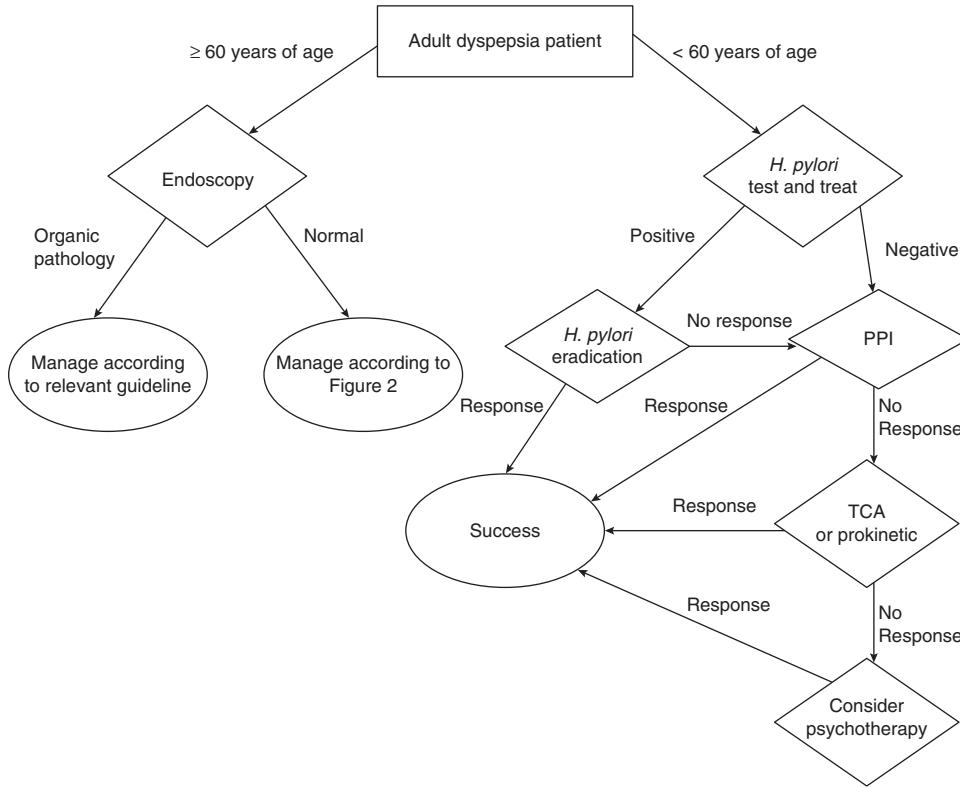 Adult dyspepsia patient
≥ 60 years of age
< 60 years of age
Endoscopy
H. pylori
test and treat
Organic
pathology
Normal
Positive
Negative
Manage according
to relevant guideline
Manage according to
Figure 2
H. pylori
eradication
No response
PPI
Response
Response
No
Response
Success
Response
TCA
or prokinetic
Response
No
Response
Consider
psychotherapy